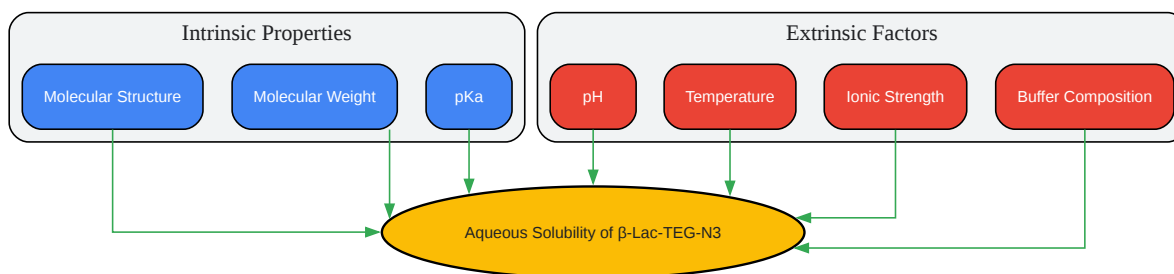 Intrinsic Properties
Extrinsic Factors
Molecular Structure
Molecular Weight
pKa
pH
Temperature
Ionic Strength
Buffer Composition
Aqueous Solubility of β-Lac-TEG-N3